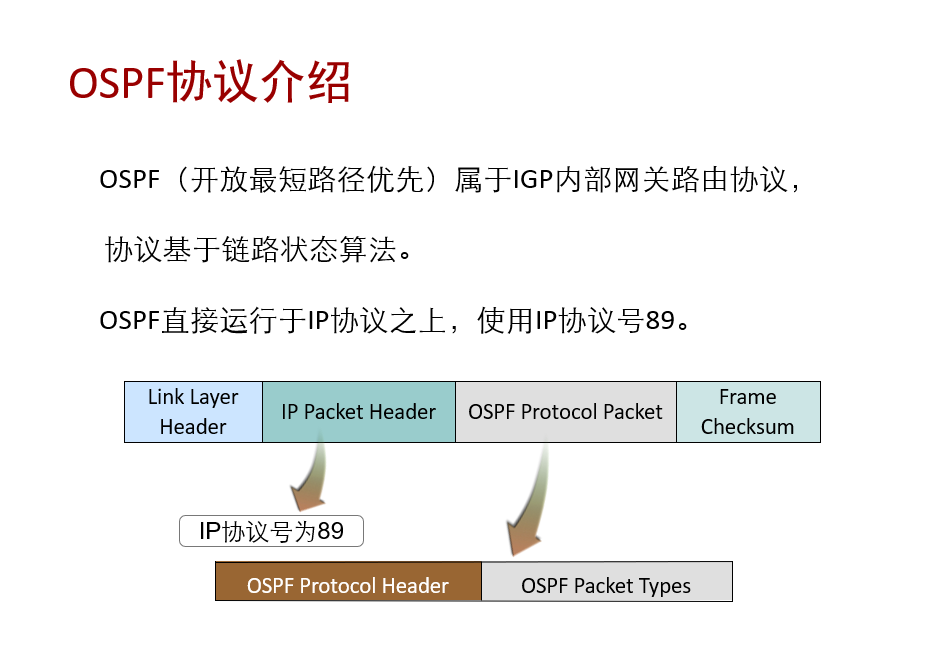 OSPF协议介绍
OSPF（开放最短路径优先）属于IGP内部网关路由协议，
协议基于链路状态算法。
OSPF直接运行于IP协议之上，使用IP协议号89。
Link Layer
Header
IP Packet Header
OSPF Protocol Packet
Frame
Checksum
IP协议号为89
OSPF Protocol Header
OSPF Packet Types